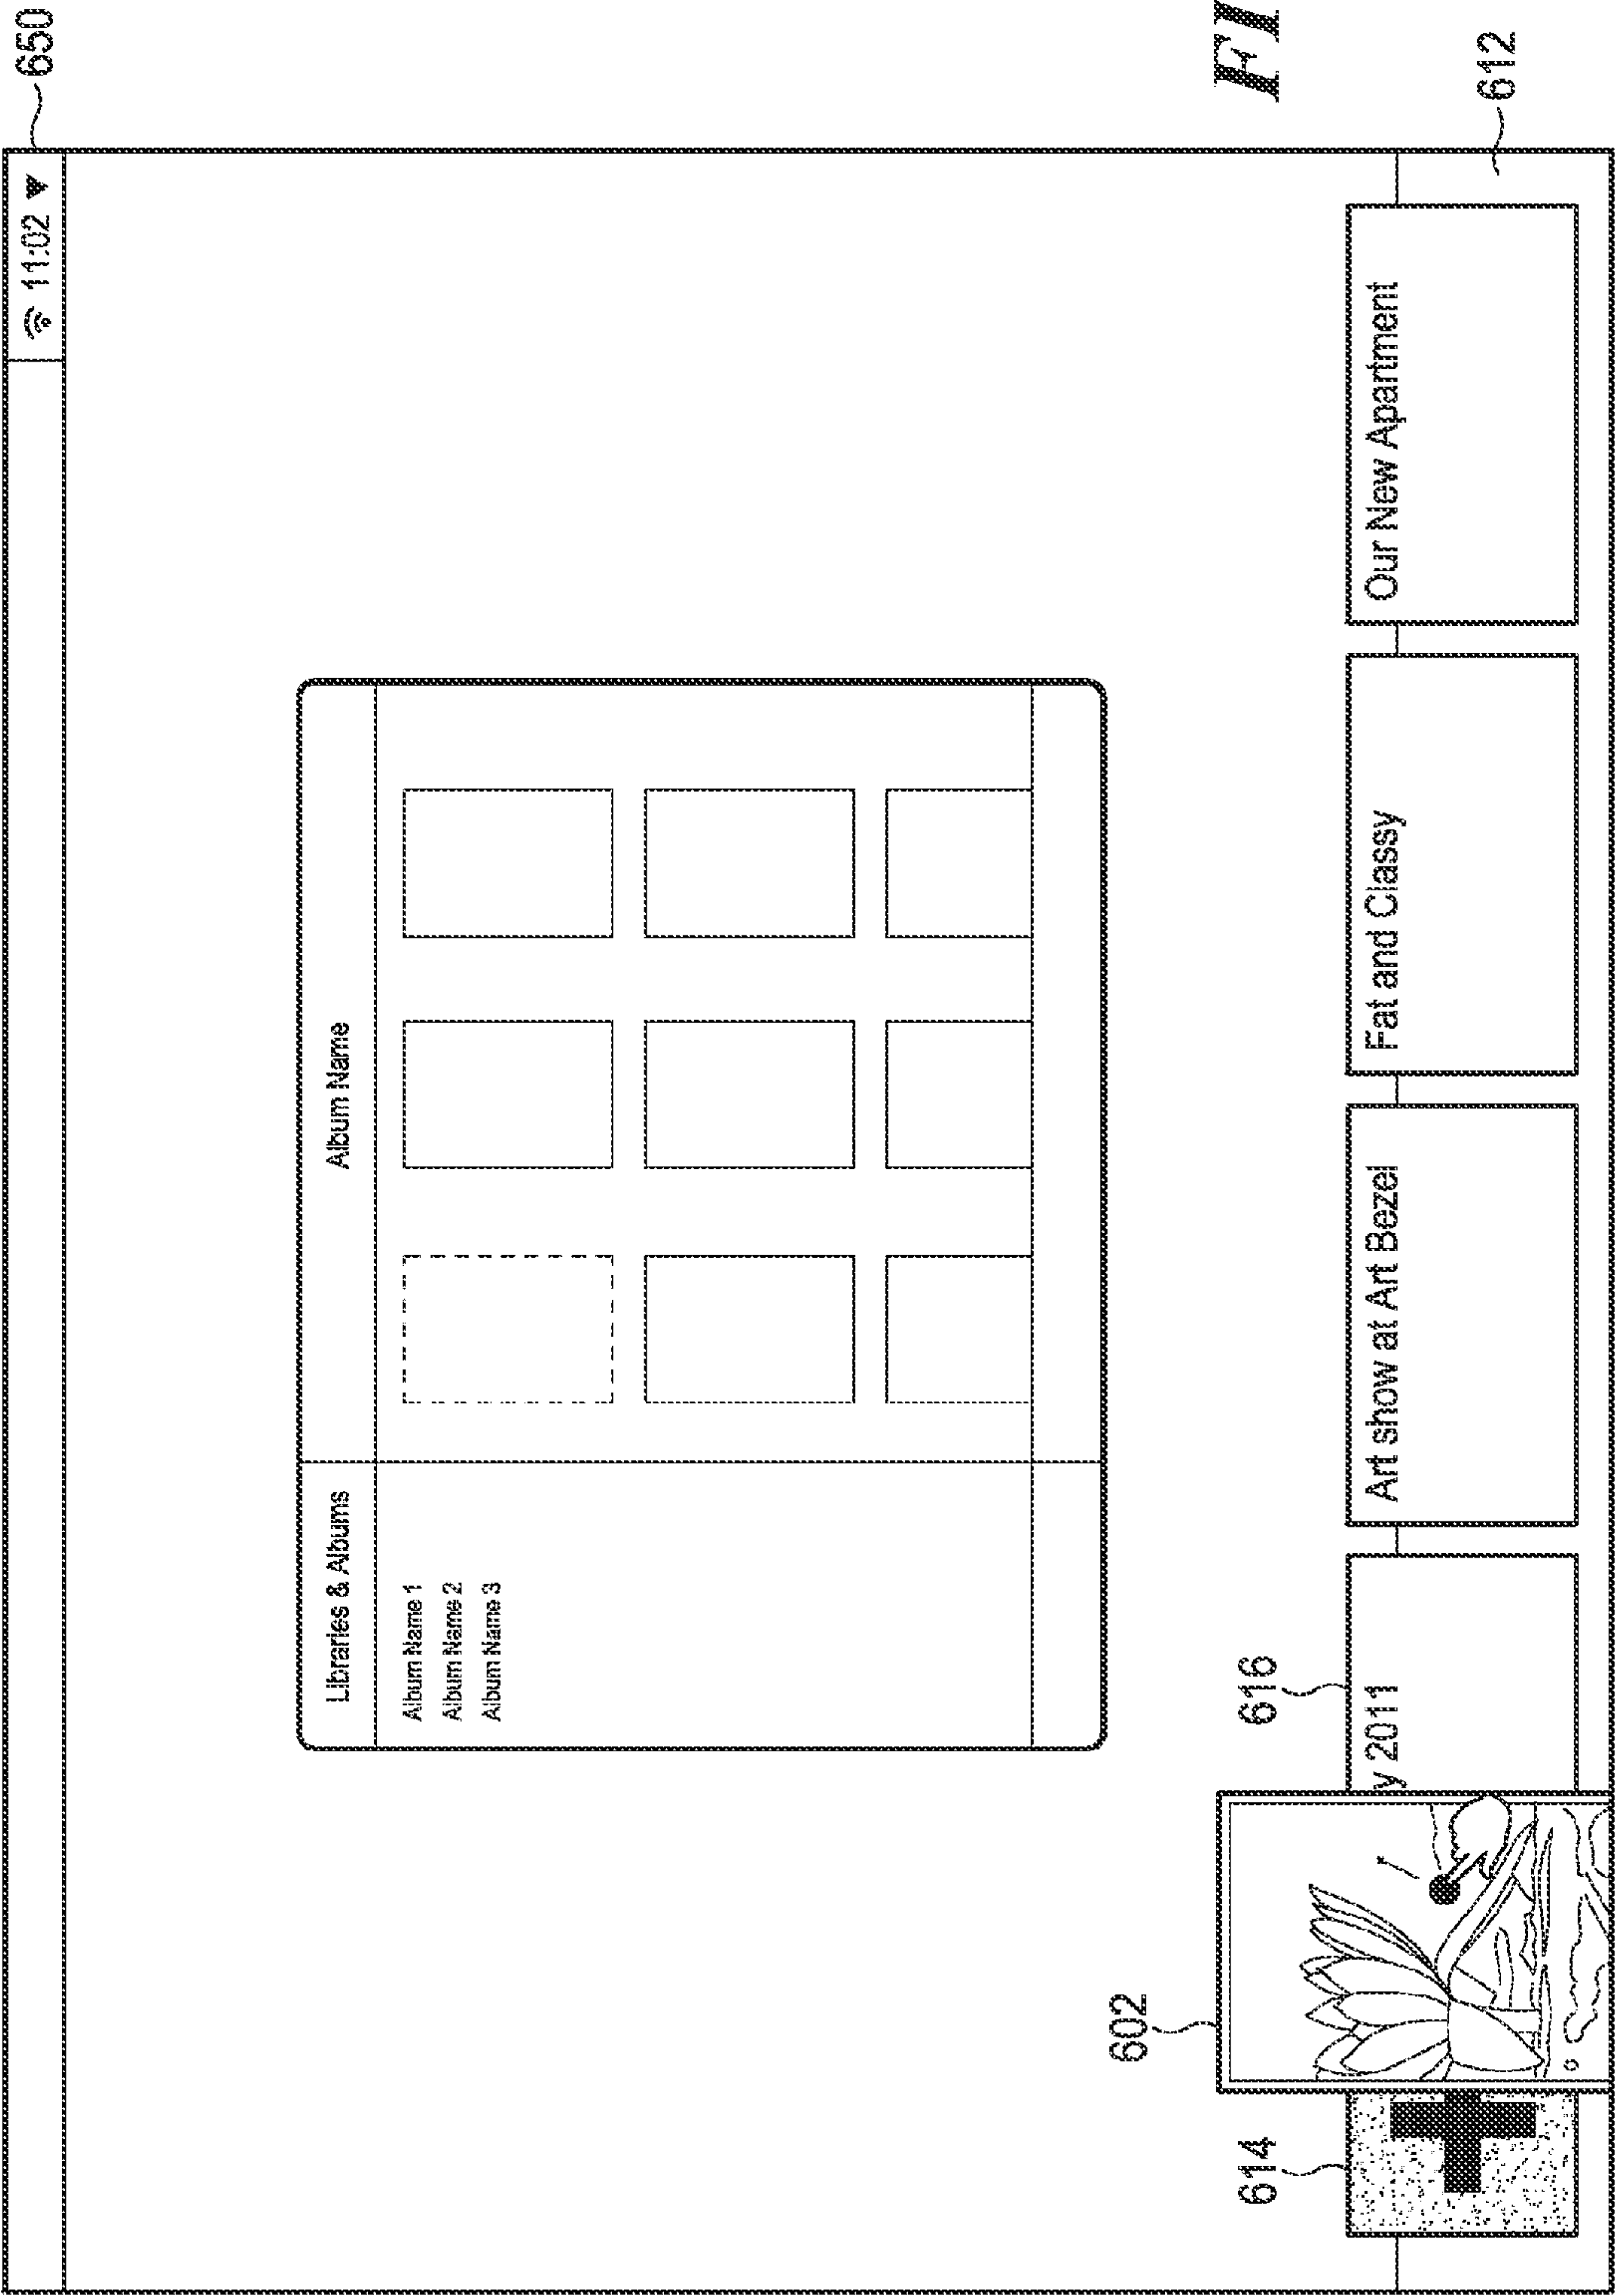 650
11:02
Libraries & Albums
Album Name
Album Name 1
Album Name 2
Album Name 3
602
614
616
y 2011
Art show at Art Bezel
Fat and Classy
Our New Apartment
612
FI